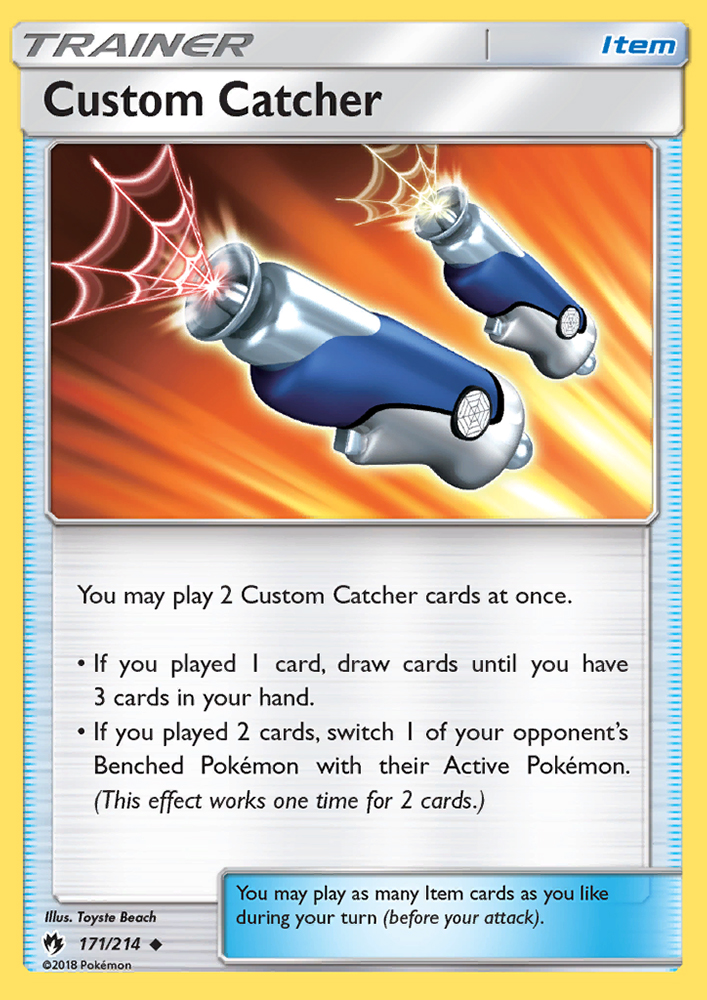 TRAINER
Item
Custom Catcher
You may play 2 Custom Catcher cards at once.
• If you played 1 card, draw cards until you have
3 cards in your hand.
• If you played 2 cards, switch 1 of your opponent's
Benched Pokémon with their Active Pokémon.
(This effect works one time for 2 cards.)
You may play as many Item cards as you like
during your turn (before your attack).
Illus. Toyste Beach
171/214 ◆
©2018 Pokémon